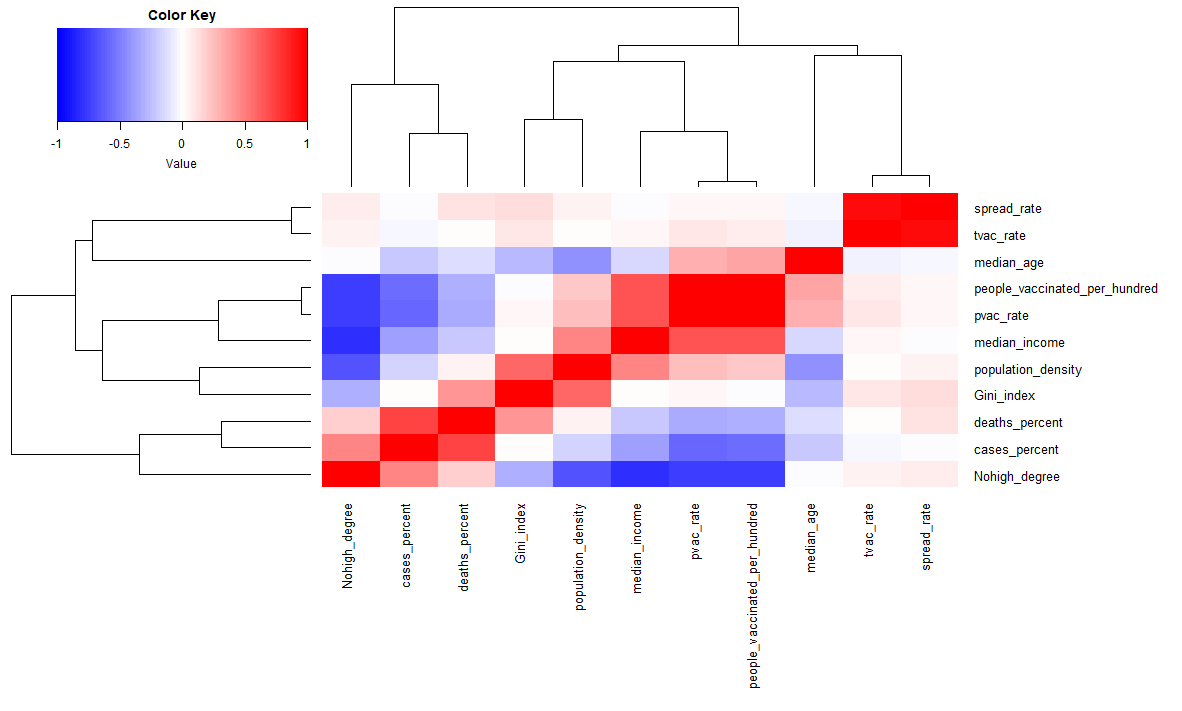 Color Key
-1 -0.5 0 0.5 1
Value
spread_rate
tvac_rate
median_age
people_vaccinated_per_hundred
pvac_rate
median_income
population_density
Gini_index
deaths_percent
cases_percent
Nohigh_degree
Nohigh_degree
cases_percent
deaths_percent
Gini_index
population_density
median_income
pvac_rate
people_vaccinated_per_hundred
median_age
tvac_rate
spread_rate